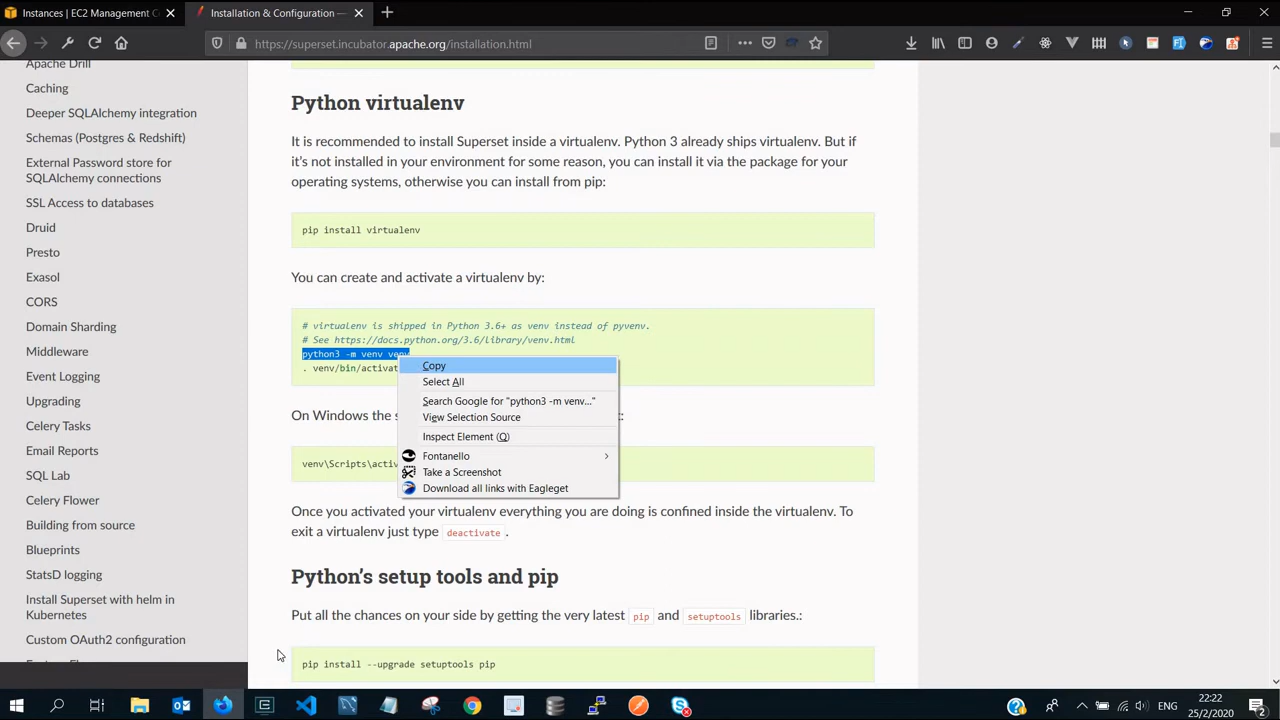 Instances | EC2 Management C
Installation & Configuration —
https://superset.incubator.apache.org/installation.html
Apache Drill
Caching
Deeper SQLAlchemy integration
Schemas (Postgres & Redshift)
External Password store for
SQLAlchemy connections
SSL Access to databases
Druid
Presto
Exasol
CORS
Domain Sharding
Middleware
Event Logging
Upgrading
Celery Tasks
Email Reports
SQL Lab
Celery Flower
Building from source
Blueprints
StatsD logging
Install Superset with helm in
Kubernetes
Custom OAuth2 configuration
Python virtualenv
It is recommended to install Superset inside a virtualenv. Python 3 already ships virtualenv. But if
it's not installed in your environment for some reason, you can install it via the package for your
operating systems, otherwise you can install from pip:
pip install virtualenv
You can create and activate a virtualenv by:
# virtualenv is shipped in Python 3.6+ as venv instead of pyvenv.
# See https://docs.python.org/3.6/library/venv.html
python3 -m venv venv
. venv/bin/activat
On Windows the s
:
venv\Scripts\activ
Copy
Select All
Search Google for "python3 -m venv..."
View Selection Source
Inspect Element (Q)
Fontanello
Take a Screenshot
Download all links with Eagleget
Once you activated your virtualenv everything you are doing is confined inside the virtualenv. To
exit a virtualenv just type deactivate .
Python's setup tools and pip
Put all the chances on your side by getting the very latest pip and setuptools libraries.:
pip install --upgrade setuptools pip
ENG
22:22
25/2/2020
2